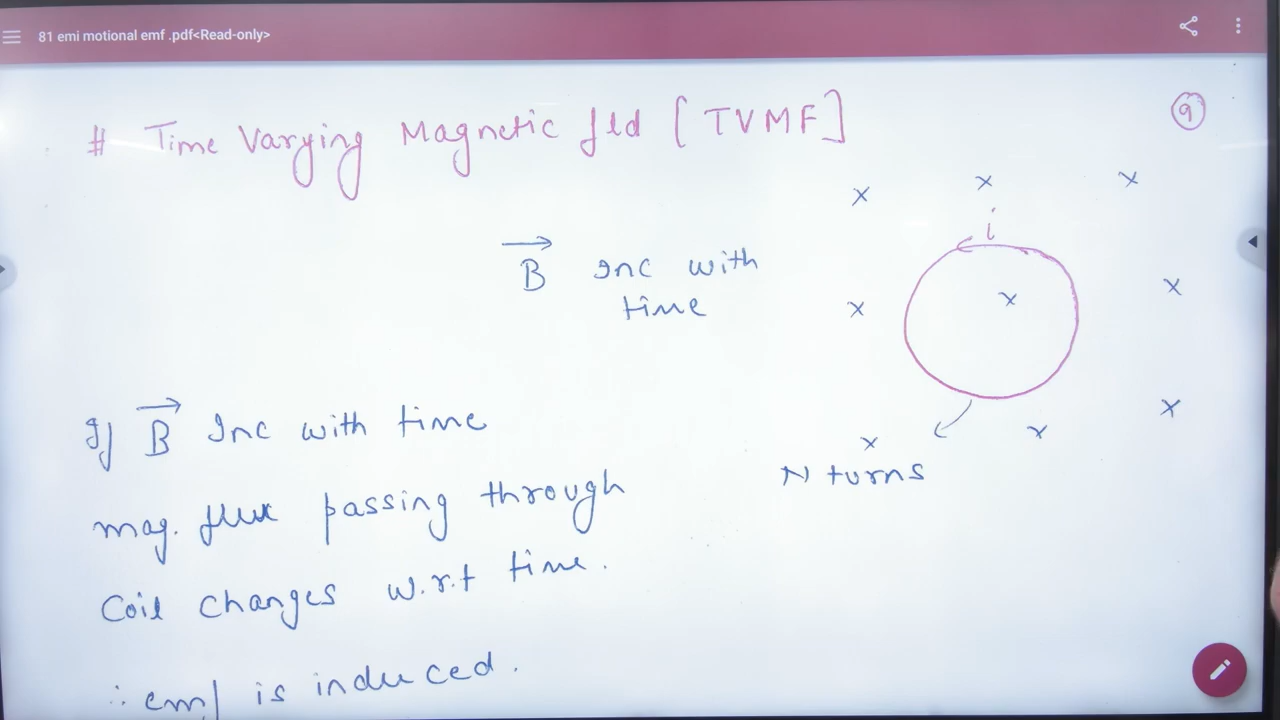 81 emi motional emf .pdf<Read-only>
# Time Varying Magnetic fld [TVMF]
9
x x x
i
B Inc with
time
x x x
If B Inc with time
x x x
N turns
mag. flux passing through
Coil changes w.r.t time.
∴ emf is induced.